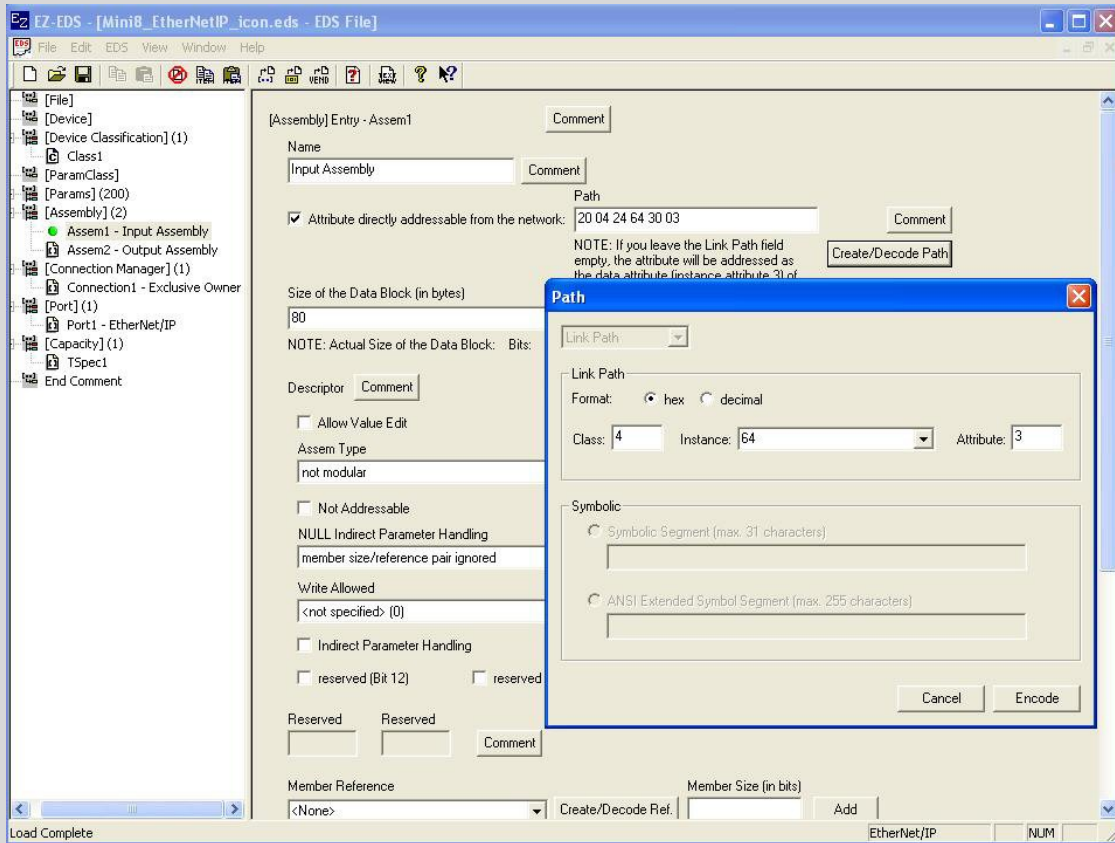 EZ-EDS - [Mini8_EtherNetIP_icon.eds - EDS File]
File Edit EDS View Window Help
[File]
[Device]
[Device Classification] (1)
Class1
[ParamClass]
[Params] (200)
[Assembly] (2)
Assem1 - Input Assembly
Assem2 - Output Assembly
[Connection Manager] (1)
Connection1 - Exclusive Owner
[Port] (1)
Port1 - EtherNet/IP
[Capacity] (1)
TSpec1
End Comment
[Assembly] Entry - Assem1 Comment
Name
Input Assembly Comment
Path
Attribute directly addressable from the network: 20 04 24 64 30 03 Comment
NOTE: If you leave the Link Path field
empty, the attribute will be addressed as
the data attribute (instance attribute 3) of
Create/Decode Path
Size of the Data Block (in bytes)
80
NOTE: Actual Size of the Data Block: Bits:
Descriptor Comment
Allow Value Edit
Assem Type
not modular
Not Addressable
NULL Indirect Parameter Handling
member size/reference pair ignored
Write Allowed
<not specified> (0)
Indirect Parameter Handling
reserved (Bit 12) reserved
Reserved Reserved
Comment
Member Reference Member Size (in bits)
<None> Create/Decode Ref. Add
Path
Link Path
Link Path
Format: hex decimal
Class: 4 Instance: 64 Attribute: 3
Symbolic
Symbolic Segment (max. 31 characters)
ANSI Extended Symbol Segment (max. 255 characters)
Cancel Encode
Load Complete EtherNet/IP NUM